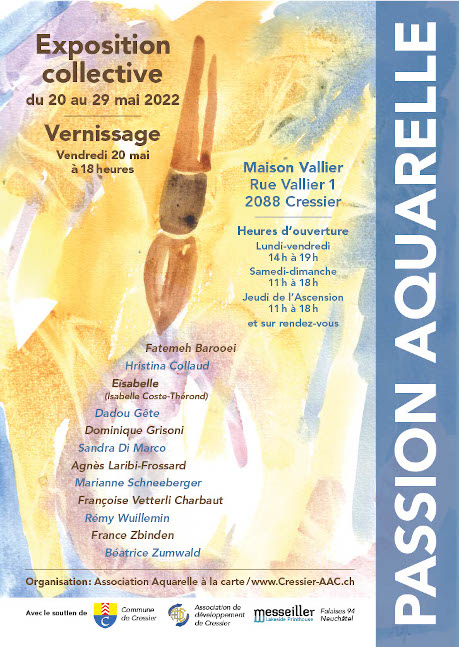 Exposition
collective
du 20 au 29 mai 2022
Vernissage
Vendredi 20 mai
à 18 heures
Maison Vallier
Rue Vallier 1
2088 Cressier
Heures d'ouverture
Lundi-vendredi
14 h à 19 h
Samedi-dimanche
11 h à 18 h
Jeudi de l'Ascension
11 h à 18 h
et sur rendez-vous
Fatemeh Barooei
Hristina Collaud
Eïsabelle
(Isabelle Coste-Thérond)
Dadou Gête
Dominique Grisoni
Sandra Di Marco
Agnès Laribi-Frossard
Marianne Schneeberger
Françoise Vetterli Charbaut
Rémy Wuillemin
France Zbinden
Béatrice Zumwald
Organisation: Association Aquarelle à la carte / www.Cressier-AAC.ch
PASSION AQUARELLE
Avec le soutien de
C
Commune
de Cressier
Association de
développement
de Cressier
messeiller
Lakeside Printhouse
Falaises 94
Neuchâtel